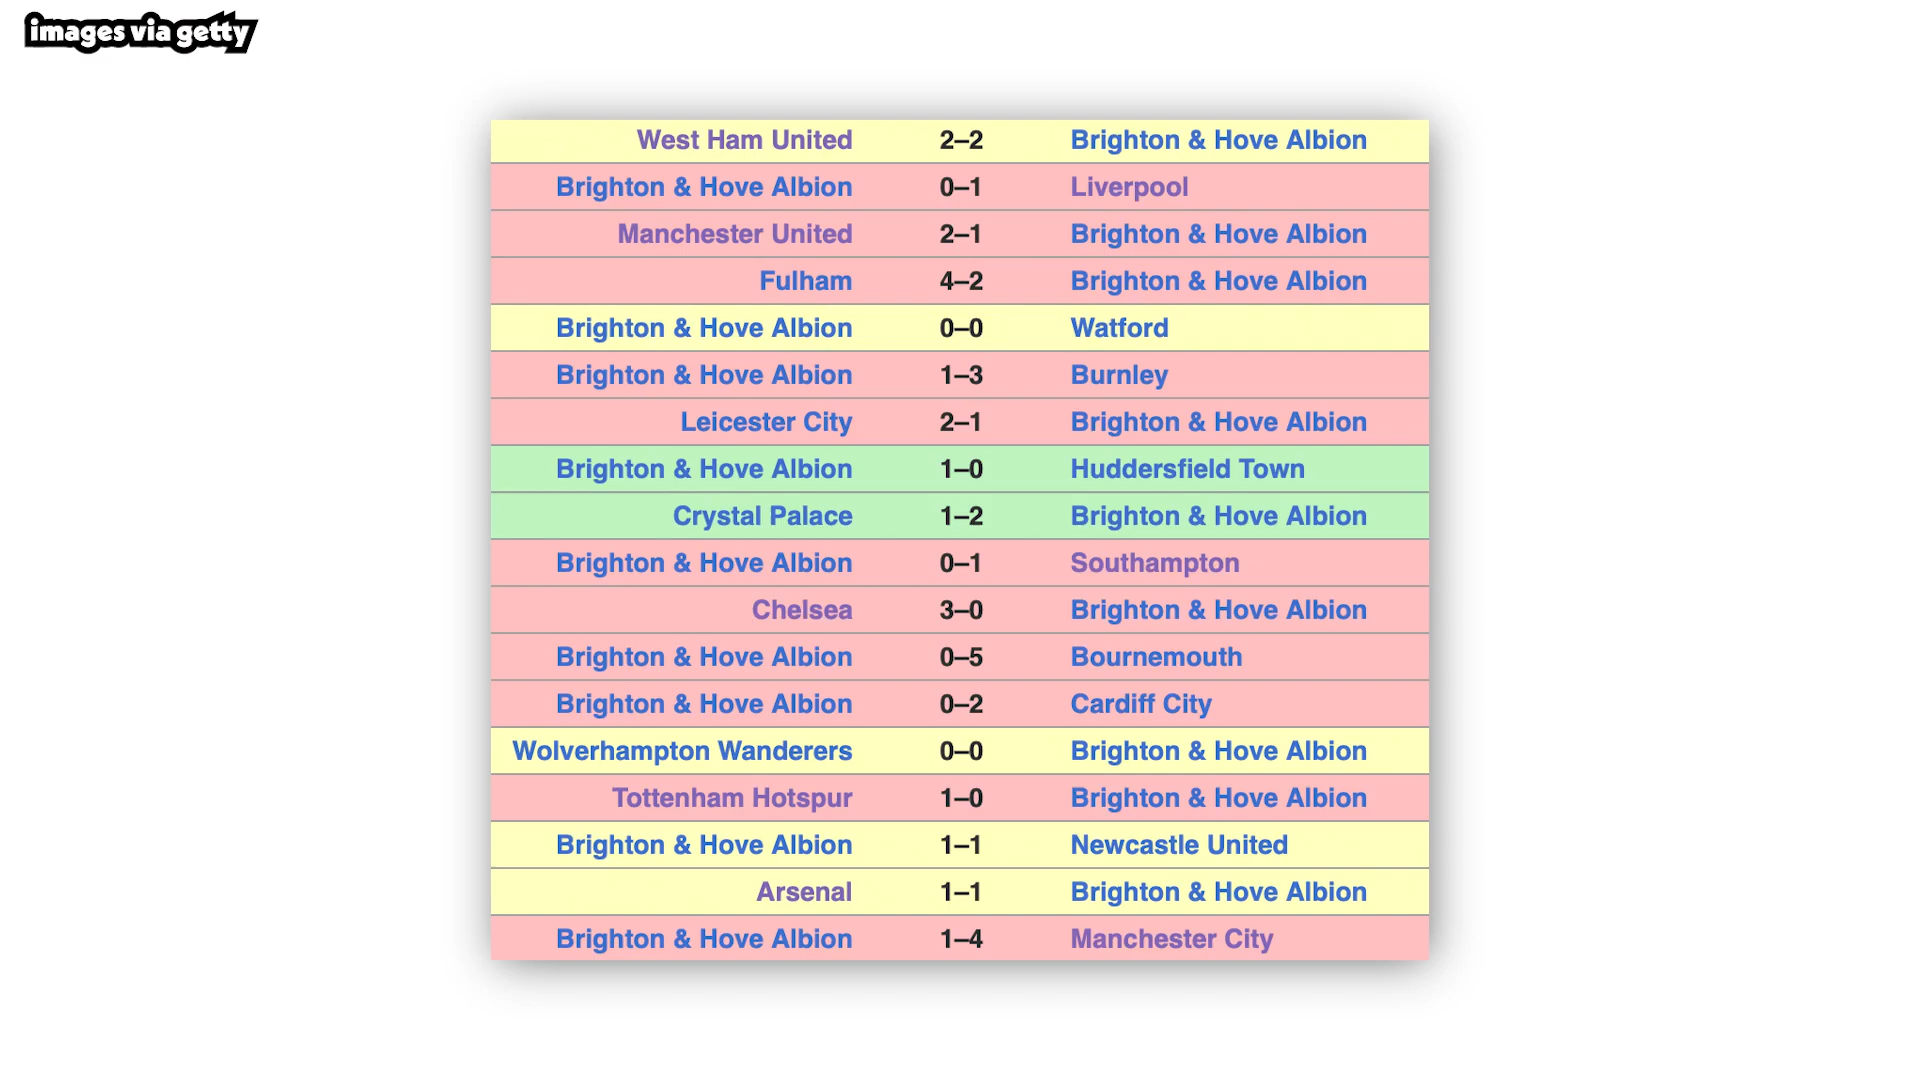 images via getty
West Ham United 2–2 Brighton & Hove Albion
Brighton & Hove Albion 0–1 Liverpool
Manchester United 2–1 Brighton & Hove Albion
Fulham 4–2 Brighton & Hove Albion
Brighton & Hove Albion 0–0 Watford
Brighton & Hove Albion 1–3 Burnley
Leicester City 2–1 Brighton & Hove Albion
Brighton & Hove Albion 1–0 Huddersfield Town
Crystal Palace 1–2 Brighton & Hove Albion
Brighton & Hove Albion 0–1 Southampton
Chelsea 3–0 Brighton & Hove Albion
Brighton & Hove Albion 0–5 Bournemouth
Brighton & Hove Albion 0–2 Cardiff City
Wolverhampton Wanderers 0–0 Brighton & Hove Albion
Tottenham Hotspur 1–0 Brighton & Hove Albion
Brighton & Hove Albion 1–1 Newcastle United
Arsenal 1–1 Brighton & Hove Albion
Brighton & Hove Albion 1–4 Manchester City